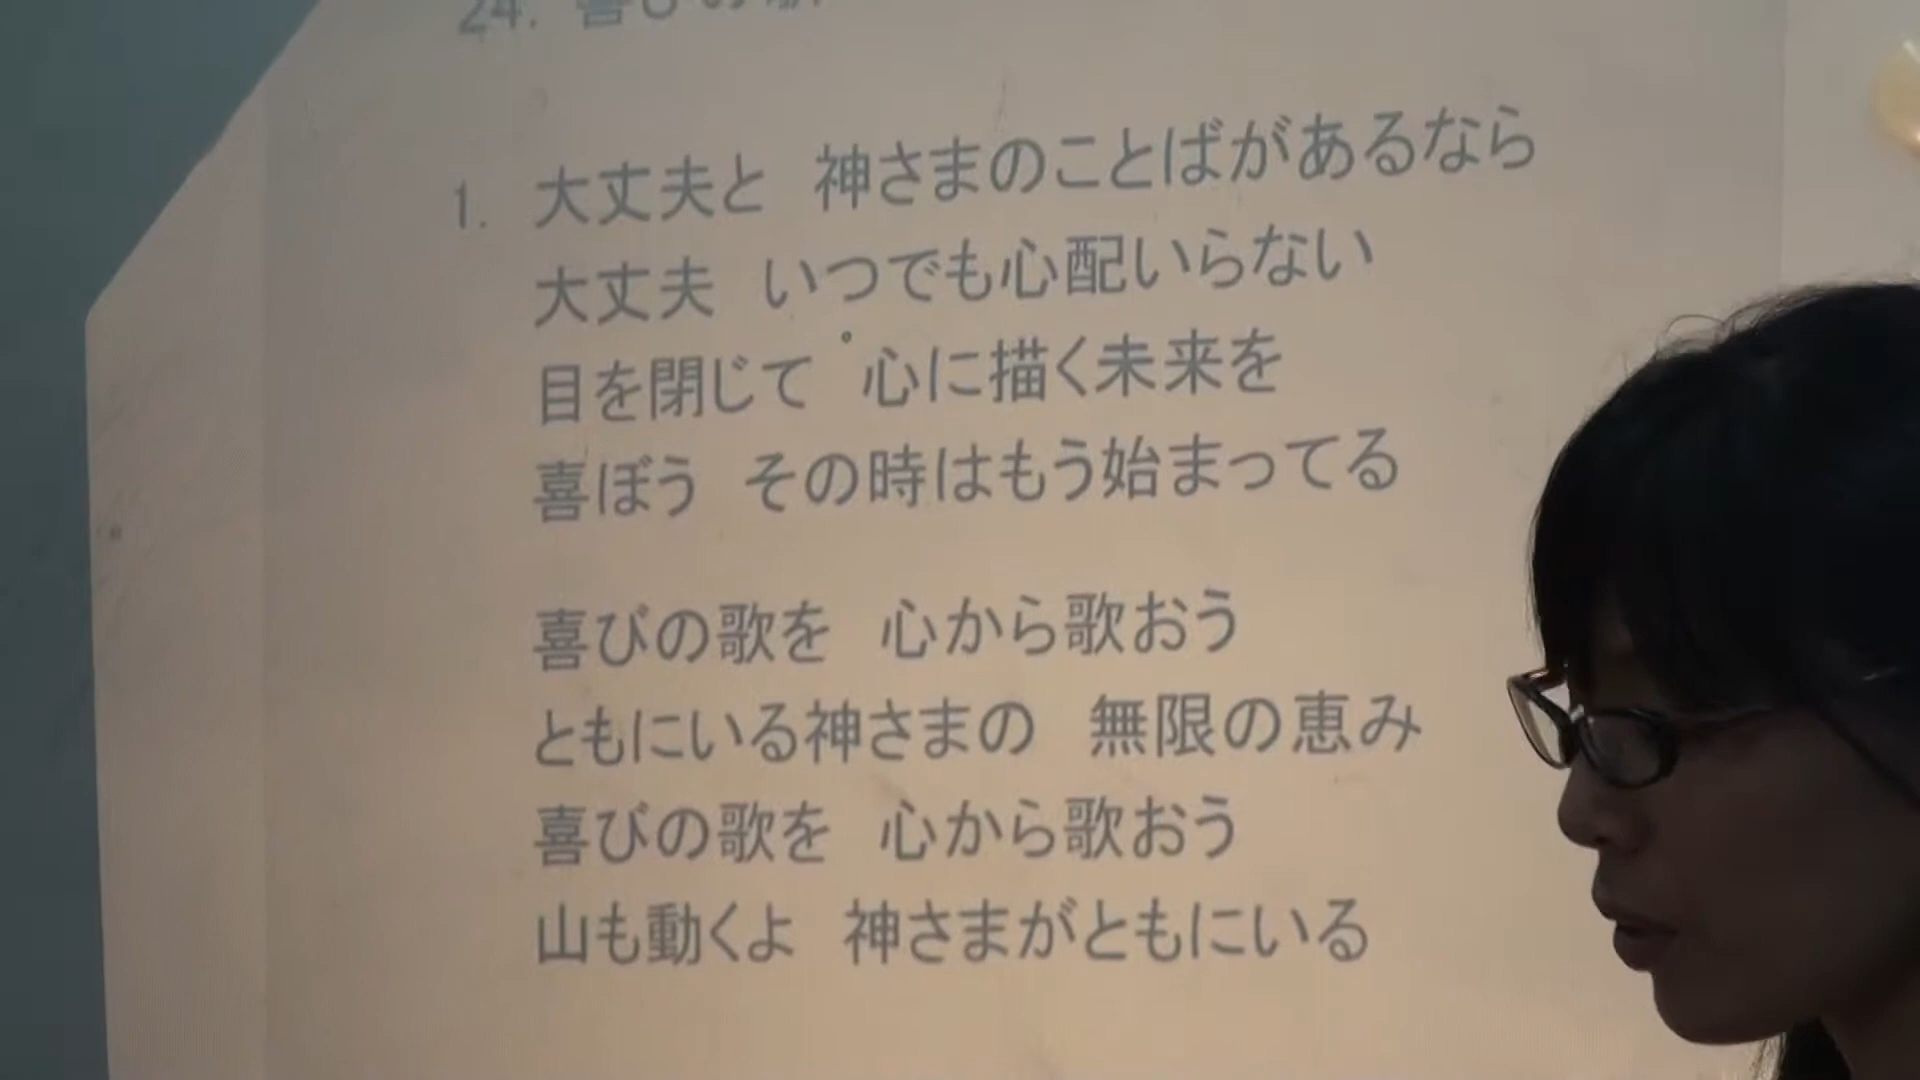 24. 喜びの歌
1. 大丈夫と 神さまのことばがあるなら
大丈夫 いつでも心配いらない
目を閉じて 心に描く未来を
喜ぼう その時はもう始まってる
喜びの歌を 心から歌おう
ともにいる神さまの 無限の恵み
喜びの歌を 心から歌おう
山も動くよ 神さまがともにいる